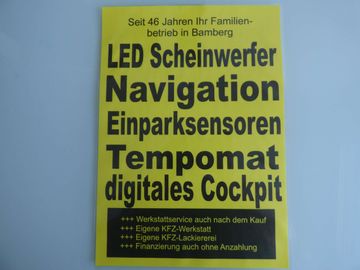 Seit 46 Jahren Ihr Familien-
betrieb in Bamberg
LED Scheinwerfer
Navigation
Einparksensoren
Tempomat
digitales Cockpit
+++ Werkstattservice auch nach dem Kauf
+++ Eigene KFZ-Werkstatt
+++ Eigene KFZ-Lackiererei
+++ Finanzierung auch ohne Anzahlung